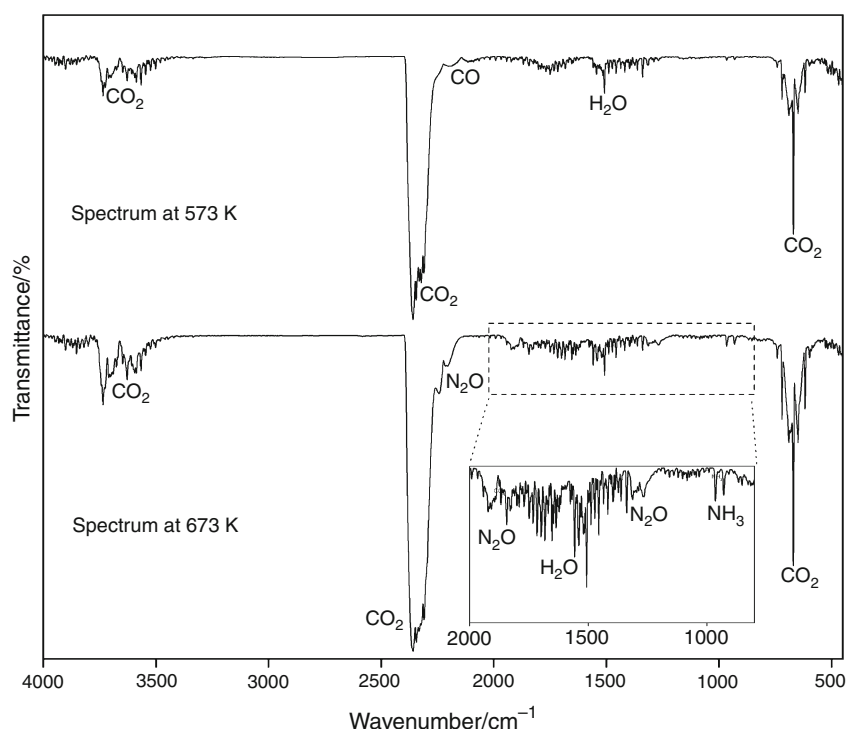 CO₂
CO
H₂O
Spectrum at 573 K
CO₂
CO₂
Transmittance/%
N₂O
CO₂
Spectrum at 673 K
N₂O
H₂O
N₂O
NH₃
CO₂
CO₂
2000 1500 1000
4000 3500 3000 2500 2000 1500 1000 500
Wavenumber/cm⁻¹